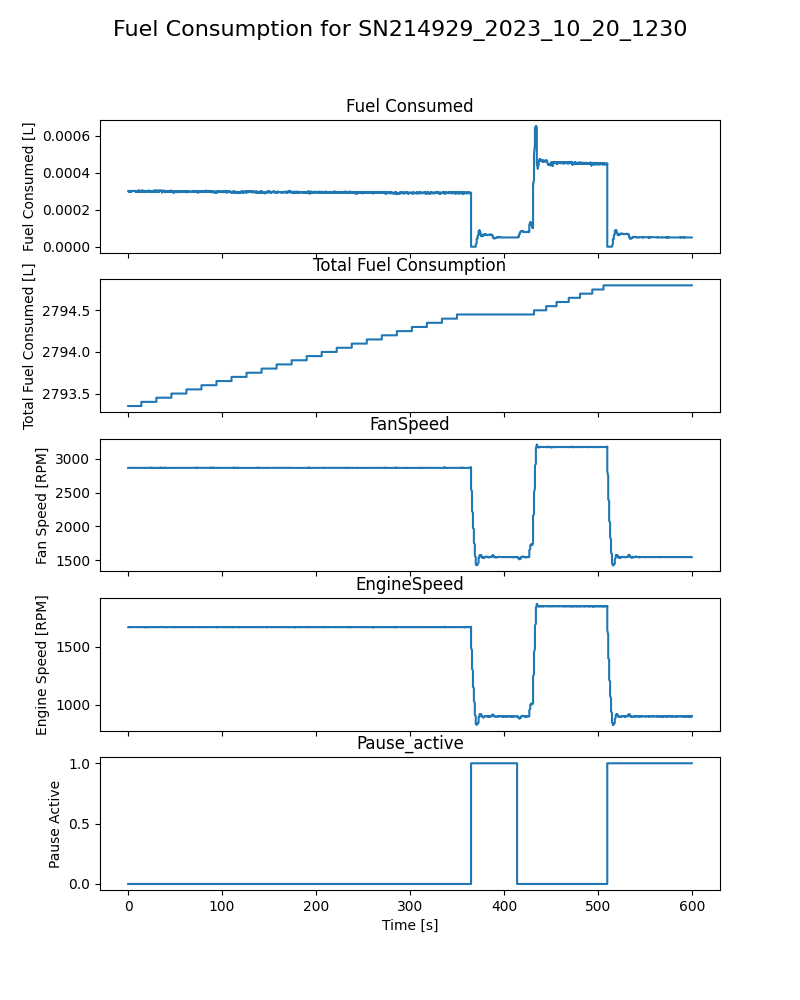 Fuel Consumption for SN214929_2023_10_20_1230
Fuel Consumed
Fuel Consumed [L]
0.0006
0.0004
0.0002
0.0000
Total Fuel Consumption
Total Fuel Consumed [L]
2794.5
2794.0
2793.5
FanSpeed
Fan Speed [RPM]
3000
2500
2000
1500
EngineSpeed
Engine Speed [RPM]
1500
1000
Pause_active
Pause Active
1.0
0.5
0.0
0 100 200 300 400 500 600
Time [s]